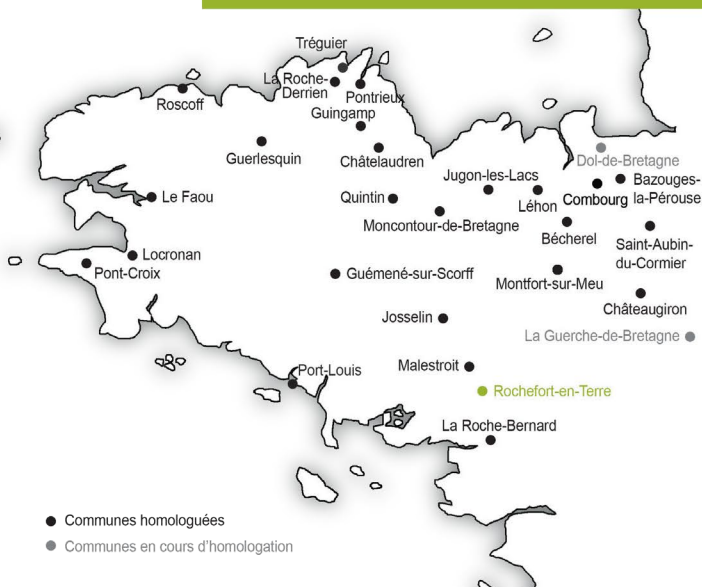 Tréguier
La Roche-
Derrien
Pontrieux
Roscoff
Guingamp
Guerlesquin
Châtelaudren
Dol-de-Bretagne
Jugon-les-Lacs
Bazouges-
la-Pérouse
Combourg
Le Faou
Quintin
Léhon
Moncontour-de-Bretagne
Bécherel
Saint-Aubin-
du-Cormier
Locronan
Pont-Croix
Guémené-sur-Scorff
Montfort-sur-Meu
Châteaugiron
Josselin
La Guerche-de-Bretagne
Malestroit
Port-Louis
Rochefort-en-Terre
La Roche-Bernard
Communes homologuées
Communes en cours d'homologation